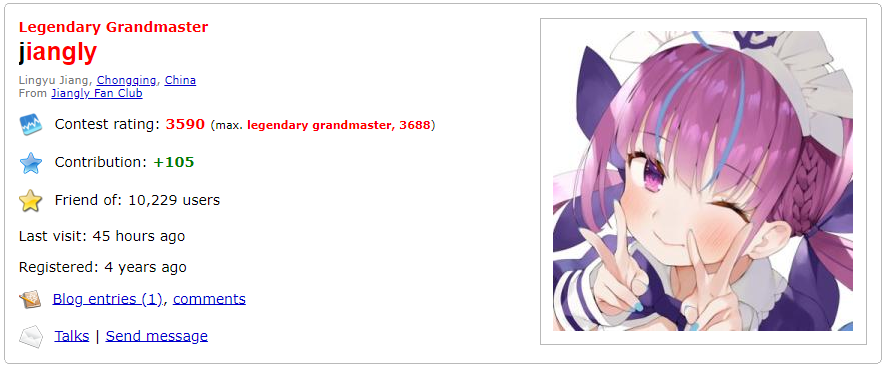 Legendary Grandmaster
jiangly
Lingyu Jiang, Chongqing, China
From Jiangly Fan Club
Contest rating: 3590 (max. legendary grandmaster, 3688)
Contribution: +105
Friend of: 10,229 users
Last visit: 45 hours ago
Registered: 4 years ago
Blog entries (1), comments
Talks | Send message